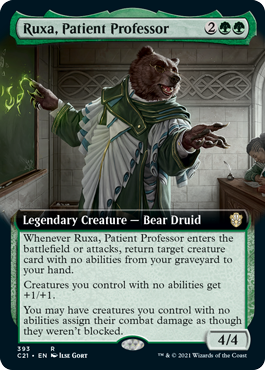 Ruxa, Patient Professor 2
Legendary Creature — Bear Druid
Whenever Ruxa, Patient Professor enters the
battlefield or attacks, return target creature
card with no abilities from your graveyard to
your hand.
Creatures you control with no abilities get
+1/+1.
You may have creatures you control with no
abilities assign their combat damage as though
they weren't blocked.
4/4
393 R
C21 • EN ILSE GORT
™ & © 2021 Wizards of the Coast